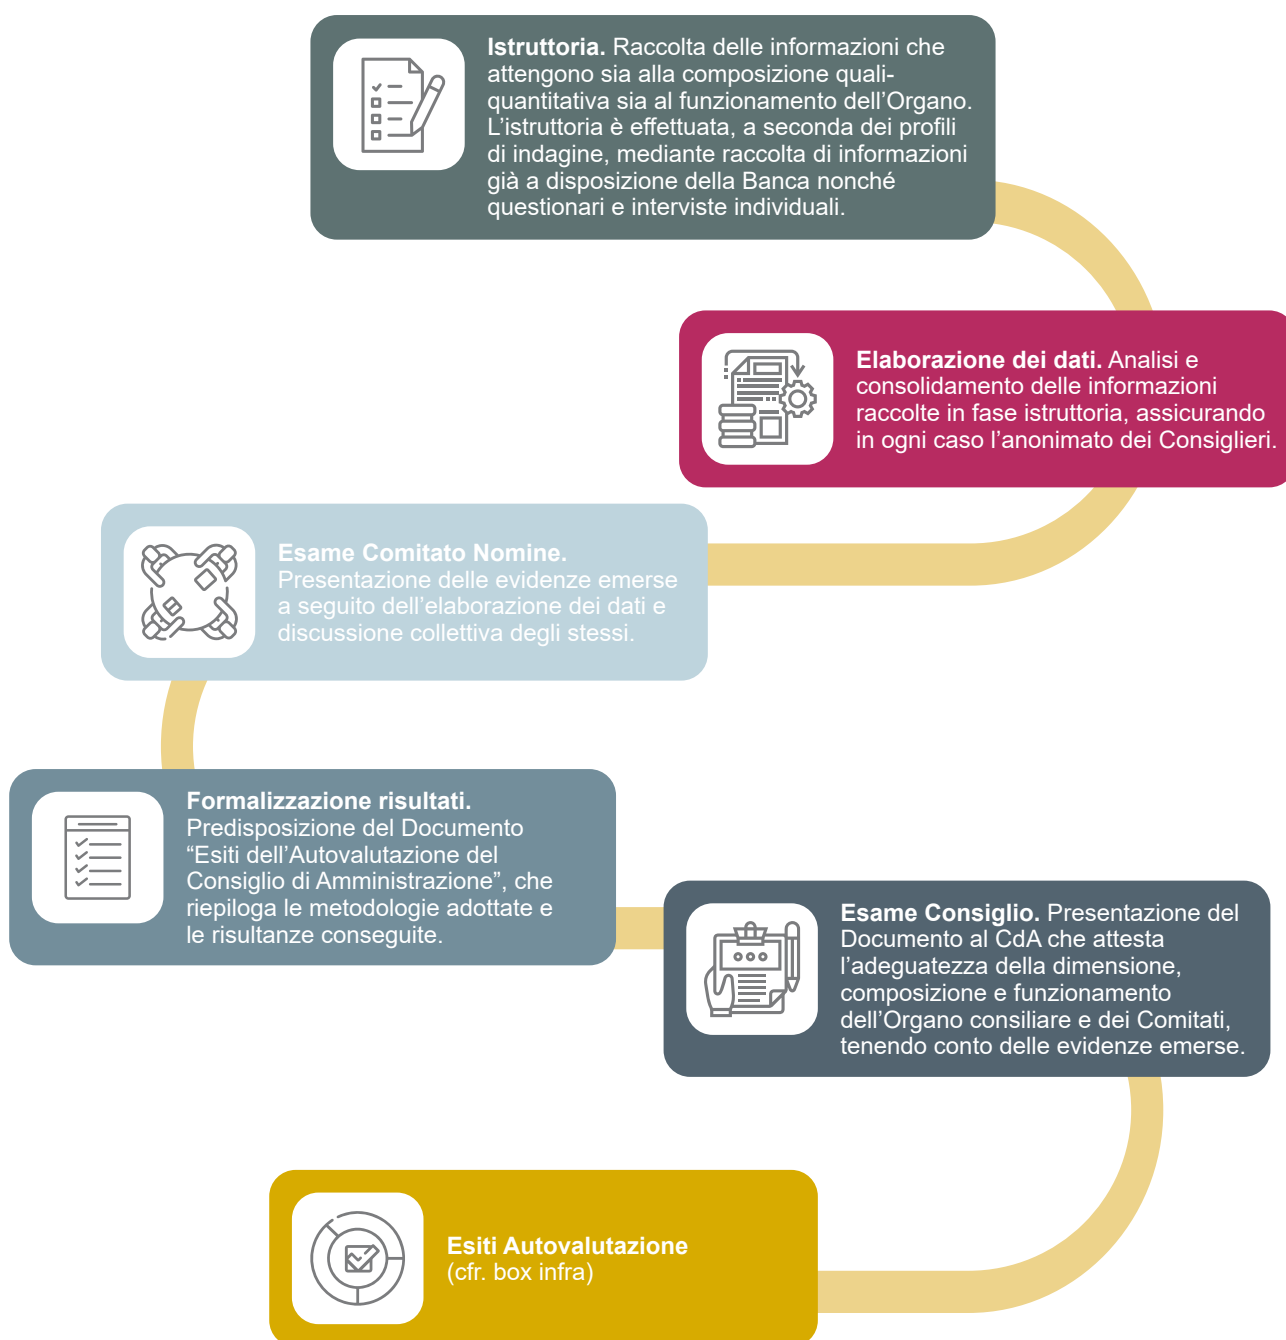 Istruttoria. Raccolta delle informazioni che
attengono sia alla composizione quali-
quantitativa sia al funzionamento dell’Organo.
L’istruttoria è effettuata, a seconda dei profili
di indagine, mediante raccolta di informazioni
già a disposizione della Banca nonché
questionari e interviste individuali.
Elaborazione dei dati. Analisi e
consolidamento delle informazioni
raccolte in fase istruttoria, assicurando
in ogni caso l’anonimato dei Consiglieri.
Esame Comitato Nomine.
Presentazione delle evidenze emerse
a seguito dell’elaborazione dei dati e
discussione collettiva degli stessi.
Formalizzazione risultati.
Predisposizione del Documento
“Esiti dell’Autovalutazione del
Consiglio di Amministrazione”, che
riepiloga le metodologie adottate e
le risultanze conseguite.
Esame Consiglio. Presentazione del
Documento al CdA che attesta
l’adeguatezza della dimensione,
composizione e funzionamento
dell’Organo consiliare e dei Comitati,
tenendo conto delle evidenze emerse.
Esiti Autovalutazione
(cfr. box infra)